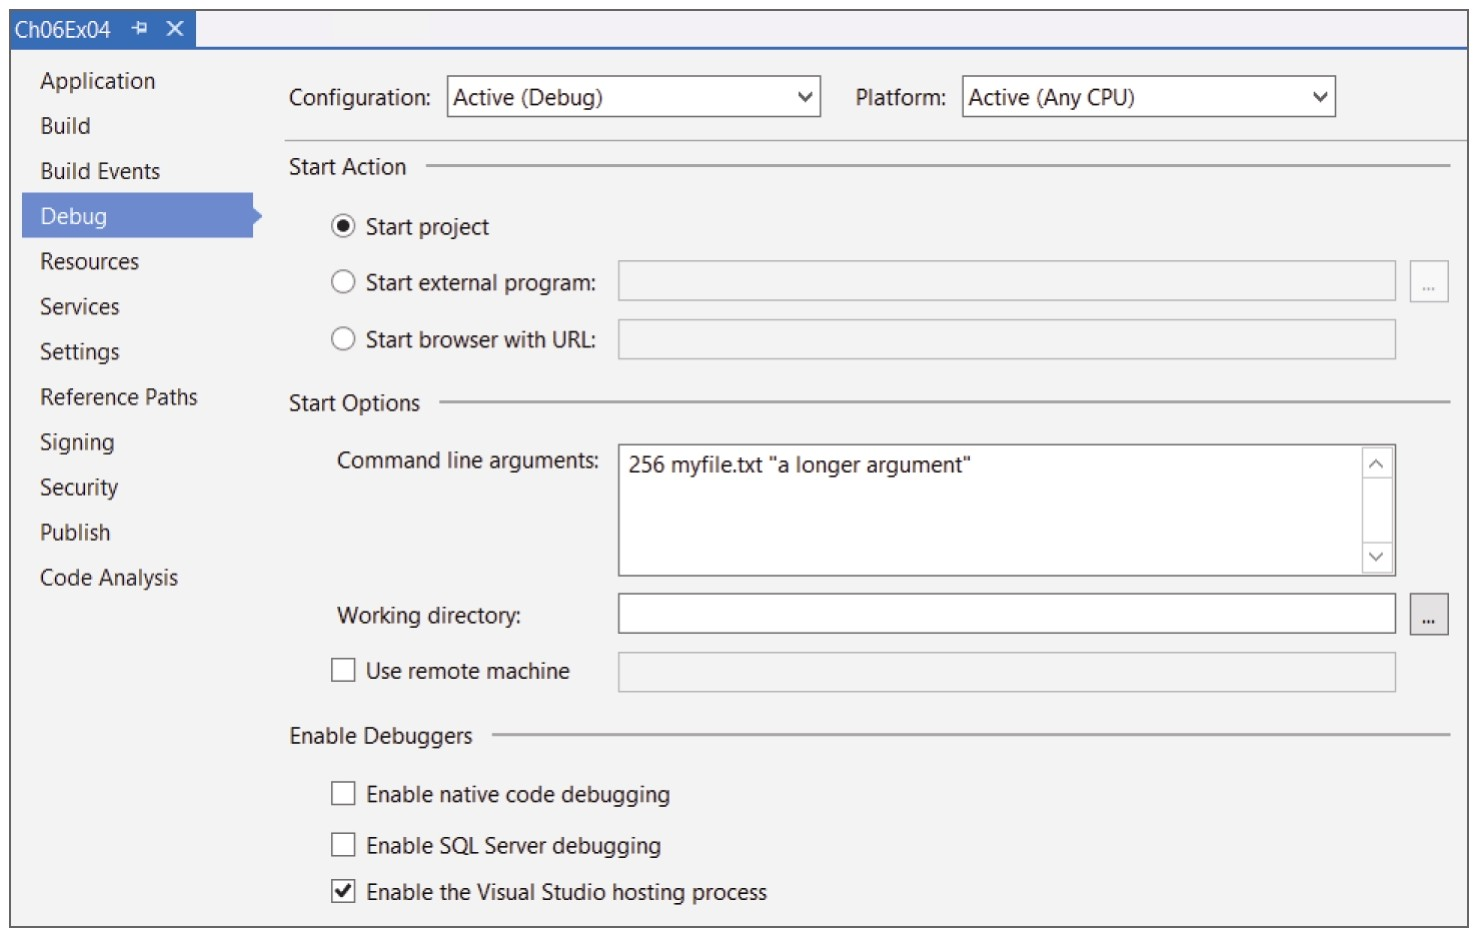 Ch06Ex04
Application
Build
Build Events
Debug
Resources
Services
Settings
Reference Paths
Signing
Security
Publish
Code Analysis
Configuration: Active (Debug) Platform: Active (Any CPU)
Start Action
Start project
Start external program: ...
Start browser with URL:
Start Options
Command line arguments: 256 myfile.txt "a longer argument"
Working directory: ...
Use remote machine
Enable Debuggers
Enable native code debugging
Enable SQL Server debugging
Enable the Visual Studio hosting process